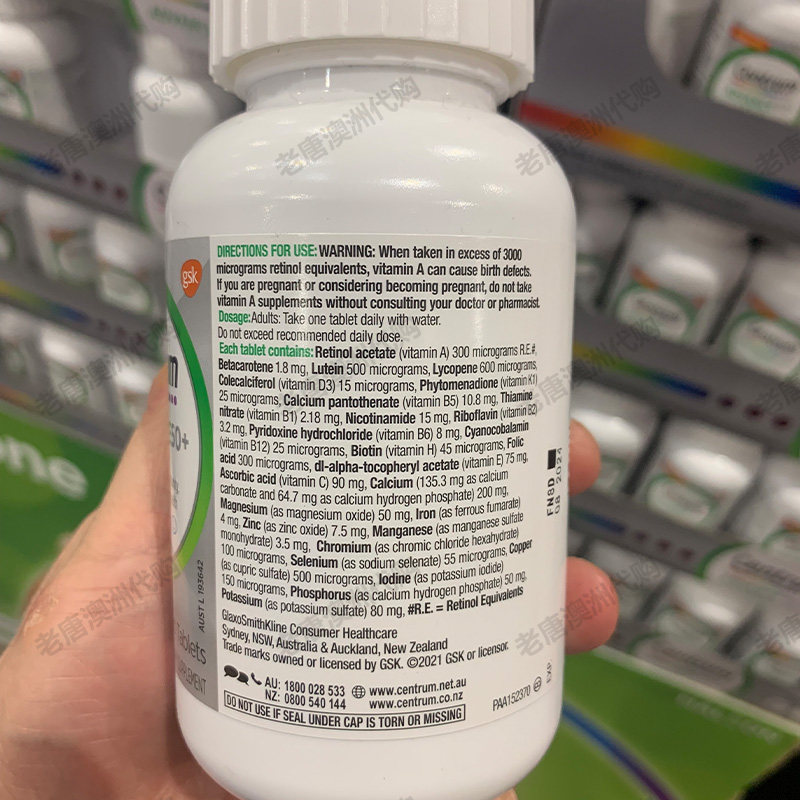 gsk
50+
AUST L 193642
Tablets
DIRECTIONS FOR USE: WARNING: When taken in excess of 3000
micrograms retinol equivalents, vitamin A can cause birth defects.
If you are pregnant or considering becoming pregnant, do not take
vitamin A supplements without consulting your doctor or pharmacist.
Dosage: Adults: Take one tablet daily with water.
Do not exceed recommended daily dose.
Each tablet contains: Retinol acetate (vitamin A) 300 micrograms R.E.#,
Betacarotene 1.8 mg, Lutein 500 micrograms, Lycopene 600 micrograms,
Colecalciferol (vitamin D3) 15 micrograms, Phytomenadione (vitamin K1)
25 micrograms, Calcium pantothenate (vitamin B5) 10.8 mg, Thiamine
nitrate (vitamin B1) 2.18 mg, Nicotinamide 15 mg, Riboflavin (vitamin B2)
3.2 mg, Pyridoxine hydrochloride (vitamin B6) 8 mg, Cyanocobalamin
(vitamin B12) 25 micrograms, Biotin (vitamin H) 45 micrograms, Folic
acid 300 micrograms, dl-alpha-tocopheryl acetate (vitamin E) 75 mg,
Ascorbic acid (vitamin C) 90 mg, Calcium (135.3 mg as calcium
carbonate and 64.7 mg as calcium hydrogen phosphate) 200 mg,
Magnesium (as magnesium oxide) 50 mg, Iron (as ferrous fumarate)
4 mg, Zinc (as zinc oxide) 7.5 mg, Manganese (as manganese sulfate
monohydrate) 3.5 mg, Chromium (as chromic chloride hexahydrate)
100 micrograms, Selenium (as sodium selenate) 55 micrograms, Copper
(as cupric sulfate) 500 micrograms, Iodine (as potassium iodide)
150 micrograms, Phosphorus (as calcium hydrogen phosphate) 50 mg,
Potassium (as potassium sulfate) 80 mg, #R.E. = Retinol Equivalents
GlaxoSmithKline Consumer Healthcare
Sydney, NSW, Australia & Auckland, New Zealand
Trade marks owned or licensed by GSK. ©2021 GSK or licensor.
AU: 1800 028 533 www.centrum.net.au
NZ: 0800 540 144 www.centrum.co.nz
DO NOT USE IF SEAL UNDER CAP IS TORN OR MISSING
PAA152370
EXP
FN8D
08 2024
老唐澳洲代购